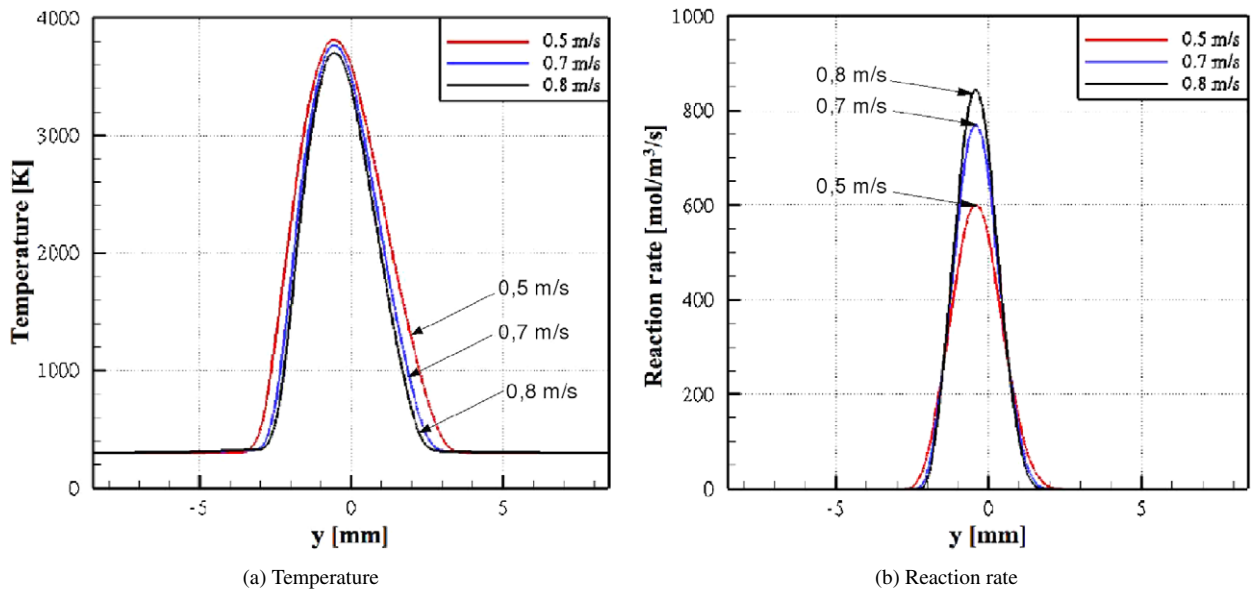 4000
3000
2000
1000
0
Temperature [K]
0.5 m/s
0.7 m/s
0.8 m/s
0,5 m/s
0,7 m/s
0,8 m/s
-5
0
5
y [mm]
(a) Temperature
1000
800
600
400
200
0
Reaction rate [mol/m³/s]
0.5 m/s
0.7 m/s
0.8 m/s
0,8 m/s
0,7 m/s
0,5 m/s
-5
0
5
y [mm]
(b) Reaction rate